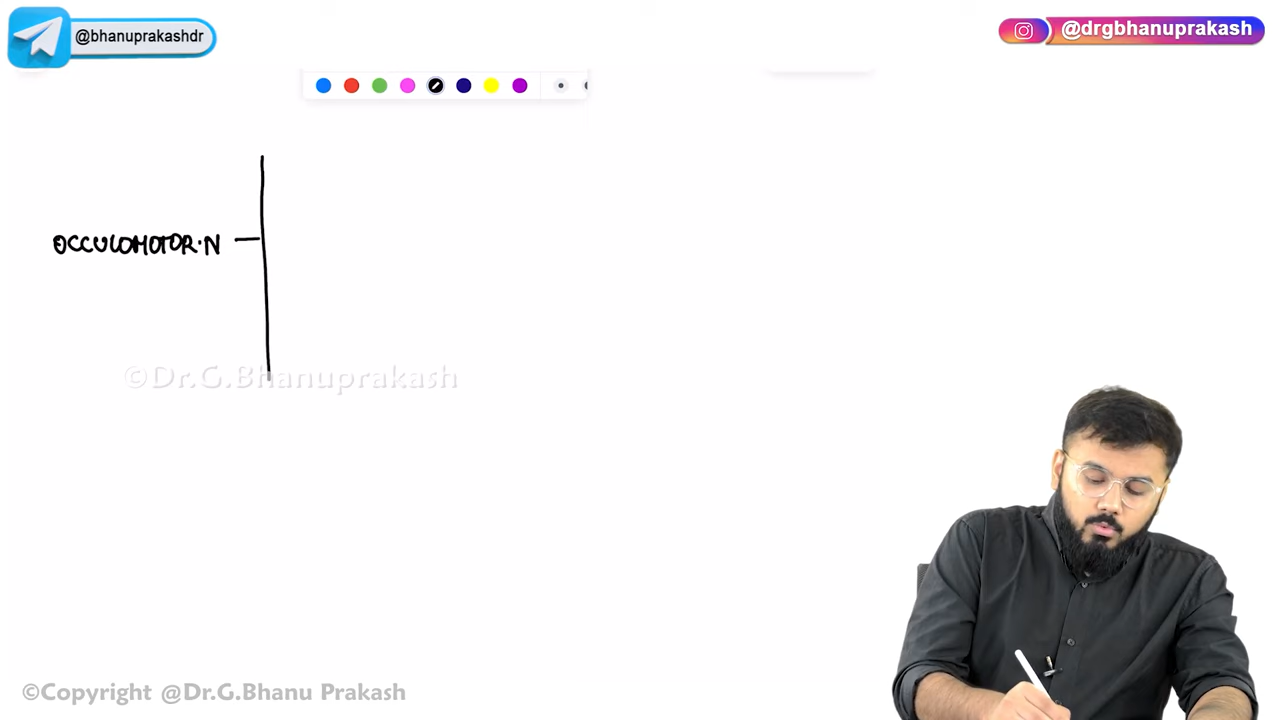 @bhanuprakashdr
@drgbhanuprakash
OCCULOMOTOR.N
©Dr.G.Bhanuprakash
©Copyright @Dr.G.Bhanu Prakash